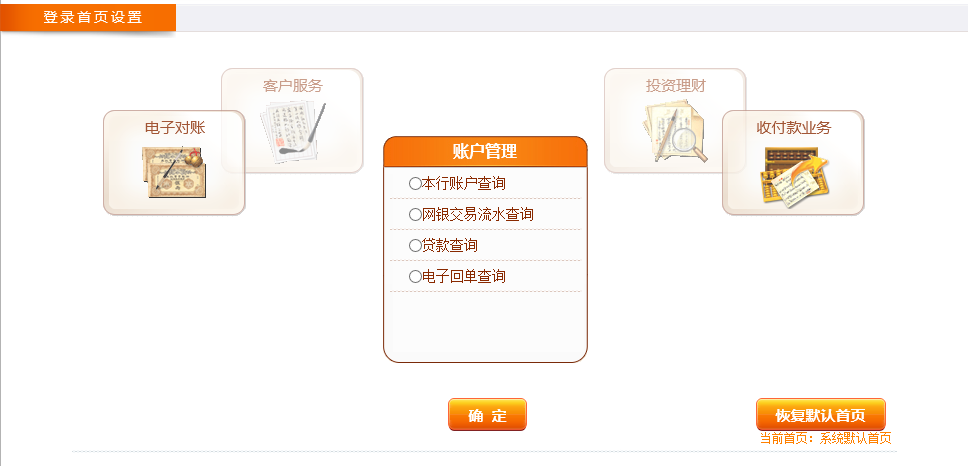 登录首页设置
客户服务
投资理财
电子对账
收付款业务
账户管理
本行账户查询
网银交易流水查询
贷款查询
电子回单查询
确 定
恢复默认首页
当前首页：系统默认首页